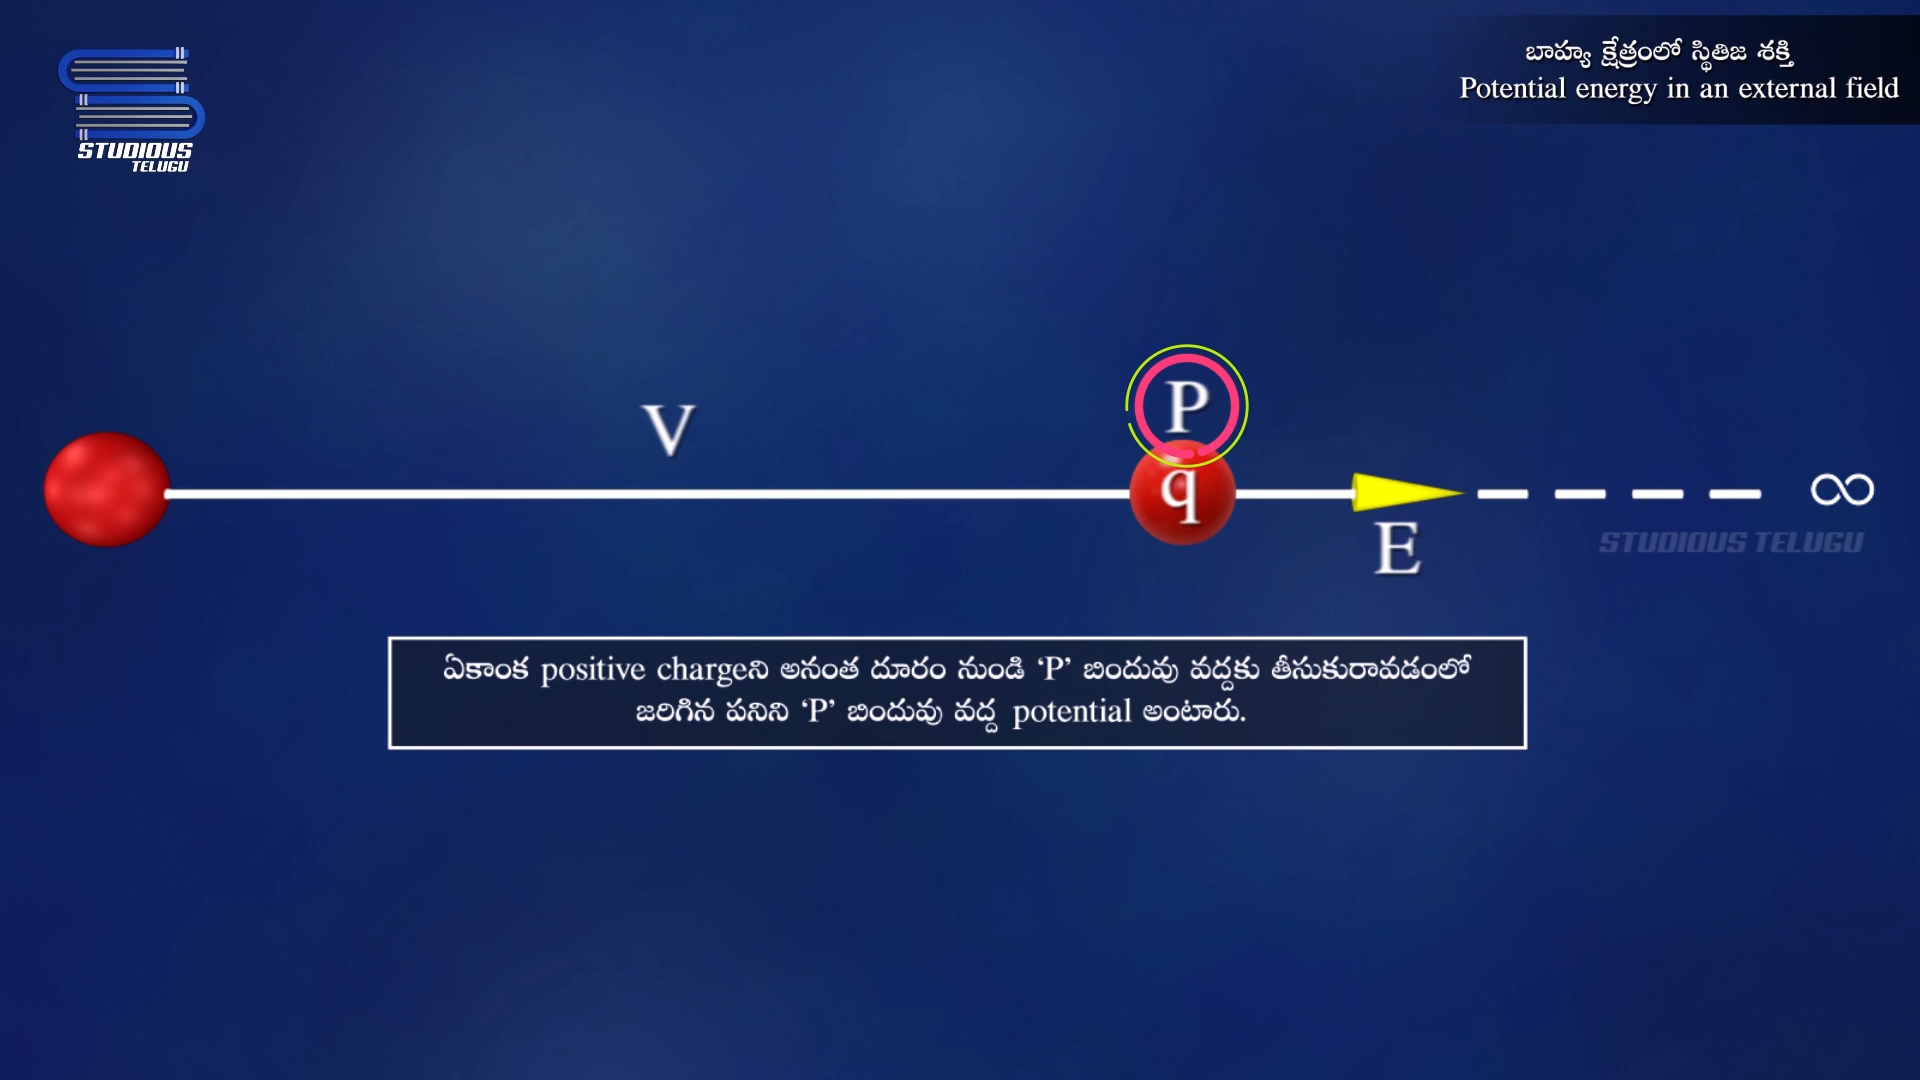 STUDIOUS
TELUGU
బాహ్య క్షేత్రంలో స్థితిజ శక్తి
Potential energy in an external field
V
P
q
E
∞
STUDIOUS TELUGU
ఏకాంక positive chargeని అనంత దూరం నుండి ‘P’ బిందువు వద్దకు తీసుకురావడంలో
జరిగిన పనిని ‘P’ బిందువు వద్ద potential అంటారు.